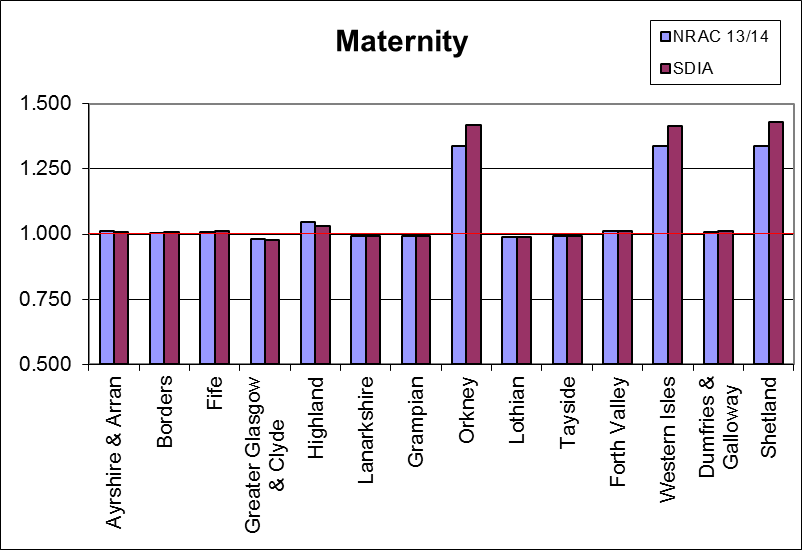 Maternity
NRAC 13/14
SDIA
1.500
1.250
1.000
0.750
0.500
Ayrshire & Arran
Borders
Fife
Greater Glasgow
& Clyde
Highland
Lanarkshire
Grampian
Orkney
Lothian
Tayside
Forth Valley
Western Isles
Dumfries &
Galloway
Shetland